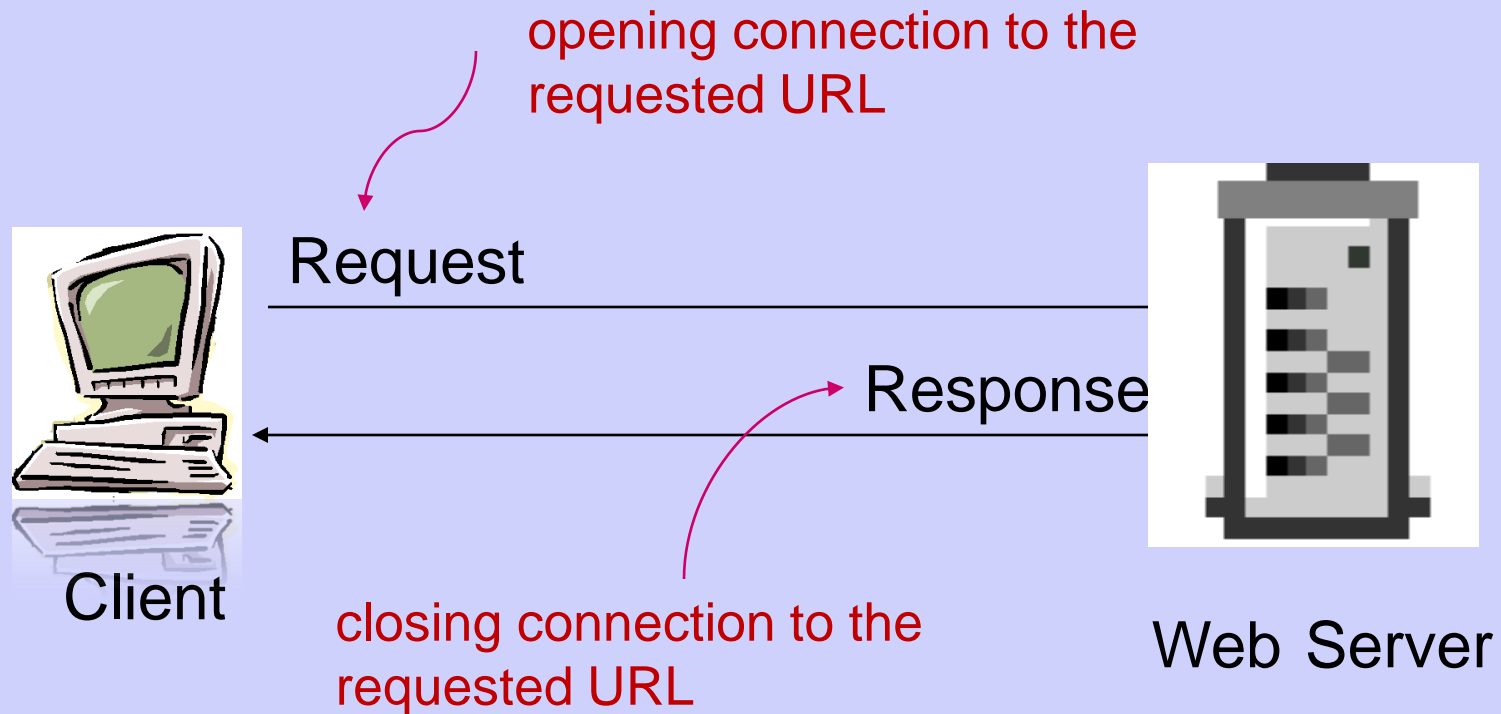 opening connection to the
requested URL
Request
Response
Client
closing connection to the
requested URL
Web Server